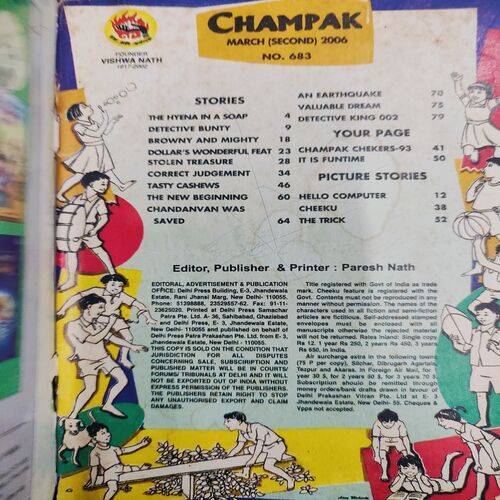 CHAMPAK
MARCH (SECOND) 2006
NO. 683
FOUNDER
VISHWA NATH
1917-2002
STORIES
THE HYENA IN A SOAP 4
DETECTIVE BUNTY 9
BROWNY AND MIGHTY 18
DOLLAR'S WONDERFUL FEAT 23
STOLEN TREASURE 28
CORRECT JUDGEMENT 34
TASTY CASHEWS 46
THE NEW BEGINNING 60
CHANDANVAN WAS
SAVED 64
AN EARTHQUAKE 70
VALUABLE DREAM 75
DETECTIVE KING 002 79
YOUR PAGE
CHAMPAK CHEKERS-93 41
IT IS FUNTIME 50
PICTURE STORIES
HELLO COMPUTER 12
CHEEKU 38
THE TRICK 52
Editor, Publisher & Printer : Paresh Nath
EDITORIAL, ADVERTISEMENT & PUBLICATION
OFFICE: Delhi Press Building, E-3, Jhandewala
Estate, Rani Jhansi Marg, New Delhi- 110055.
Phone: 51398888, 23529557-62. Fax: 91-11-
23625020. Printed at Delhi Press Samachar
Patra Pte. Ltd. A-36, Sahibabad, Ghaziabad
and Delhi Press, E-3, Jhandewala Estate,
New Delhi- 110055 and published on behalf of
Delhi Press Patra Prakashan Pte. Ltd. from E-3,
Jhandewala Estate, New Delhi - 110055.
THIS COPY IS SOLD ON THE CONDITION THAT
JURISDICTION FOR ALL DISPUTES
CONCERNING SALE, SUBSCRIPTION AND
PUBLISHED MATTER WILL BE IN COURTS/
FORUMS/ TRIBUNALS AT DELHI AND IT WILL
NOT BE EXPORTED OUT OF INDIA WITHOUT
EXPRESS PERMISSION OF THE PUBLISHERS.
THE PUBLISHERS RETAIN RIGHT TO STOP
ANY UNAUTHORISED EXPORT AND CLAIM
DAMAGES.
Title registered with Govt of India as trade
mark. Cheeku feature is registered with the
Govt. Contents must not be reproduced in any
manner without permission. The names of the
characters used in all fiction and semi-fiction
articles are fictitious. Self-addressed stamped
envelopes must be enclosed with all
manuscripts otherwise the rejected material
will not be returned. Rates Inland: Single copy
Rs 12. 1 year Rs 250, 2 years Rs 450, 3 years
Rs 650, in India.
Air surcharge extra in the following towns
(75 P per copy), Silchar, Dibrugarh Agartala
Tezpur and Akaras. In Foreign Air Mail, for
year 30 $, for 2 years 50 $, for 3 years 70 $
Subscription should be remitted through
money orders/bank drafts drawn in favour of
Delhi Prakashan Vitran Pte. Ltd at E- 3
Jhandewala Estate, New Delhi- 55. Cheques &
Vpps not accepted.